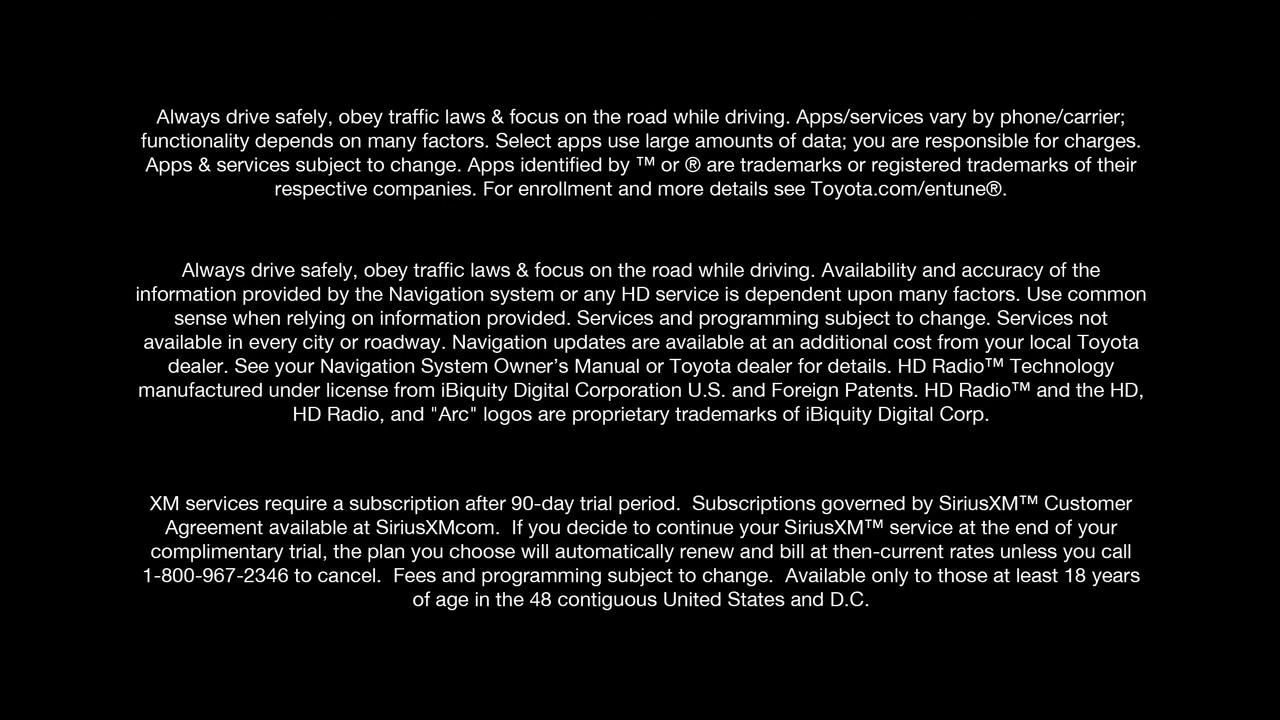 Always drive safely, obey traffic laws & focus on the road while driving. Apps/services vary by phone/carrier;
functionality depends on many factors. Select apps use large amounts of data; you are responsible for charges.
Apps & services subject to change. Apps identified by ™ or ® are trademarks or registered trademarks of their
respective companies. For enrollment and more details see Toyota.com/entune®.
Always drive safely, obey traffic laws & focus on the road while driving. Availability and accuracy of the
information provided by the Navigation system or any HD service is dependent upon many factors. Use common
sense when relying on information provided. Services and programming subject to change. Services not
available in every city or roadway. Navigation updates are available at an additional cost from your local Toyota
dealer. See your Navigation System Owner’s Manual or Toyota dealer for details. HD Radio™ Technology
manufactured under license from iBiquity Digital Corporation U.S. and Foreign Patents. HD Radio™ and the HD,
HD Radio, and "Arc" logos are proprietary trademarks of iBiquity Digital Corp.
XM services require a subscription after 90-day trial period.  Subscriptions governed by SiriusXM™ Customer
Agreement available at SiriusXMcom.  If you decide to continue your SiriusXM™ service at the end of your
complimentary trial, the plan you choose will automatically renew and bill at then-current rates unless you call
1-800-967-2346 to cancel.  Fees and programming subject to change.  Available only to those at least 18 years
of age in the 48 contiguous United States and D.C.